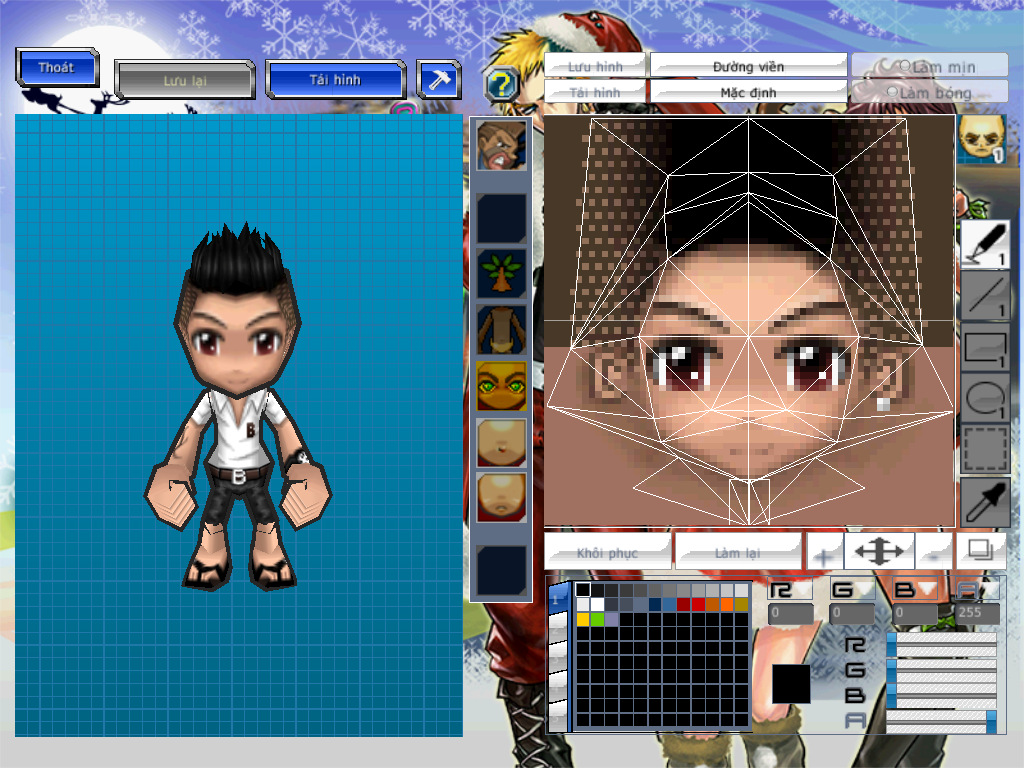 Thoát
Lưu lại
Tải hình
?
Lưu hình
Đường viền
Làm mịn
Tải hình
Mặc định
Làm bóng
1
1
1
1
1
B
B
Khôi phục
Làm lại
+
-
1
R G B A
0 0 0 255
R
G
B
A